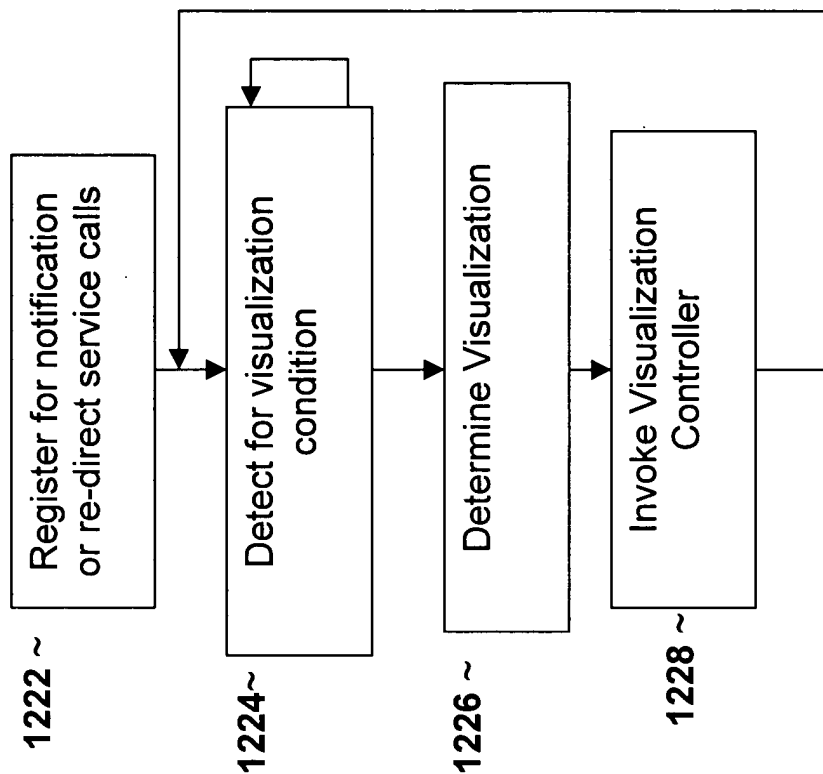 1222 ~
Register for notification
or re-direct service calls
1224~
Detect for visualization
condition
1226 ~
Determine Visualization
1228 ~
Invoke Visualization
Controller